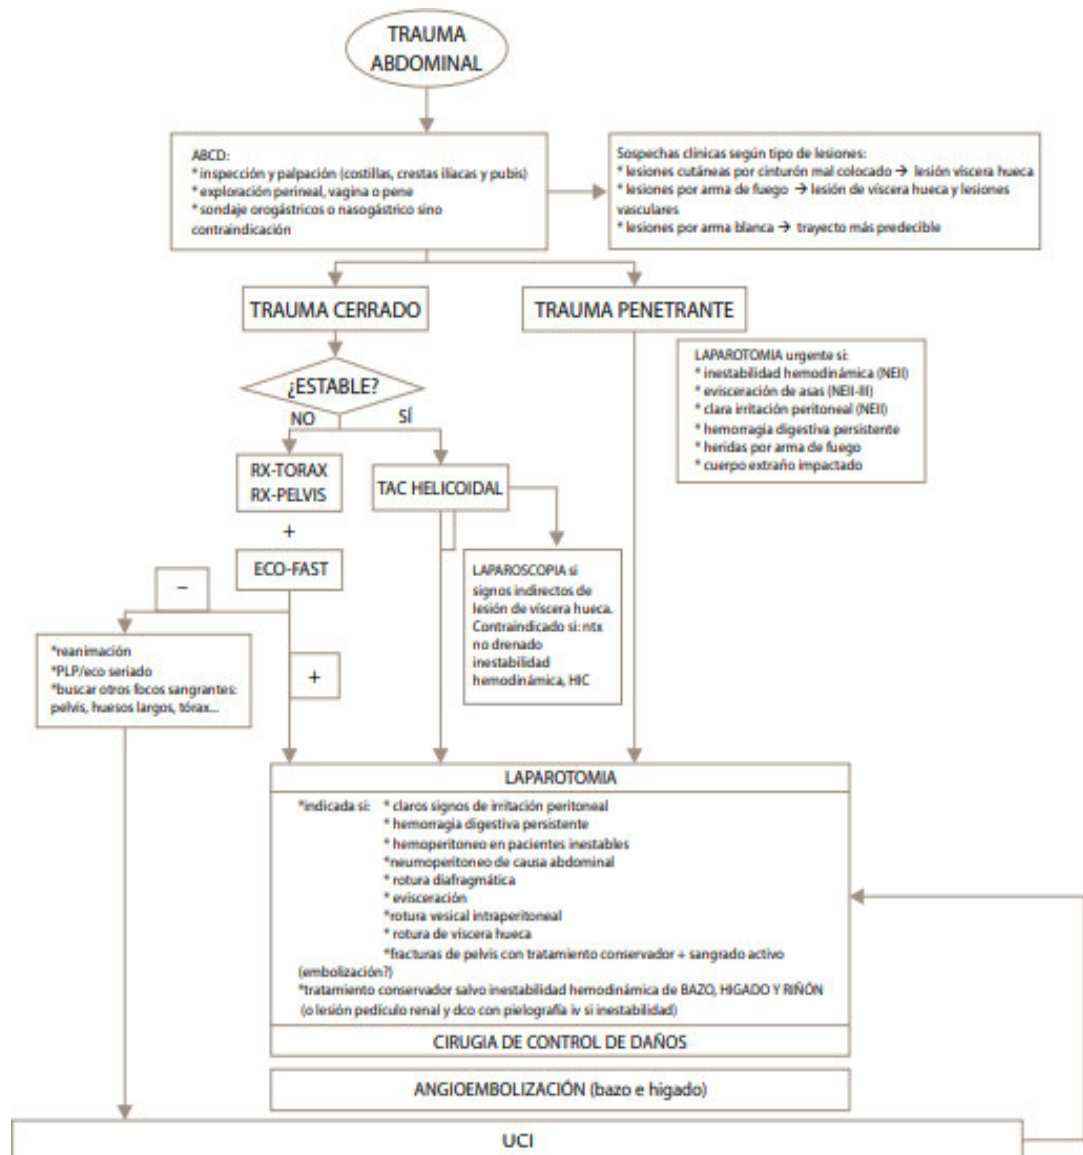 TRAUMA
ABDOMINAL
ABCD:
* inspección y palpación (costillas, crestas ilíacas y pubis)
* exploración perineal, vagina o pene
* sondaje orogástricos o nasogástrico sino
contraindicación
Sospechas clínicas según tipo de lesiones:
* lesiones cutáneas por cinturón mal colocado → lesión víscera hueca
* lesiones por arma de fuego → lesión de víscera hueca y lesiones
vasculares
* lesiones por arma blanca → trayecto más predecible
TRAUMA CERRADO
TRAUMA PENETRANTE
LAPAROTOMIA urgente si:
* inestabilidad hemodinámica (NEII)
* evisceración de asas (NEII-III)
* clara irritación peritoneal (NEII)
* hemorragia digestiva persistente
* heridas por arma de fuego
* cuerpo extraño impactado
¿ESTABLE?
NO
SÍ
RX-TORAX
RX-PELVIS
+
ECO-FAST
TAC HELICOIDAL
LAPAROSCOPIA si
signos indirectos de
lesión de víscera hueca.
Contraindicado si: ntx
no drenado
inestabilidad
hemodinámica, HIC
–
+
*reanimación
*PLP/eco seriado
*buscar otros focos sangrantes:
pelvis, huesos largos, tórax...
LAPAROTOMIA
*indicada si: * claros signos de irritación peritoneal
* hemorragia digestiva persistente
* hemoperitoneo en pacientes inestables
*neumoperitoneo de causa abdominal
* rotura diafragmática
* evisceración
*rotura vesical intraperitoneal
* rotura de víscera hueca
*fracturas de pelvis con tratamiento conservador + sangrado activo
(embolización?)
*tratamiento conservador salvo inestabilidad hemodinámica de BAZO, HIGADO Y RIÑÓN
(o lesión pedículo renal y dco con pielografía iv si inestabilidad)
CIRUGIA DE CONTROL DE DAÑOS
ANGIOEMBOLIZACIÓN (bazo e higado)
UCI